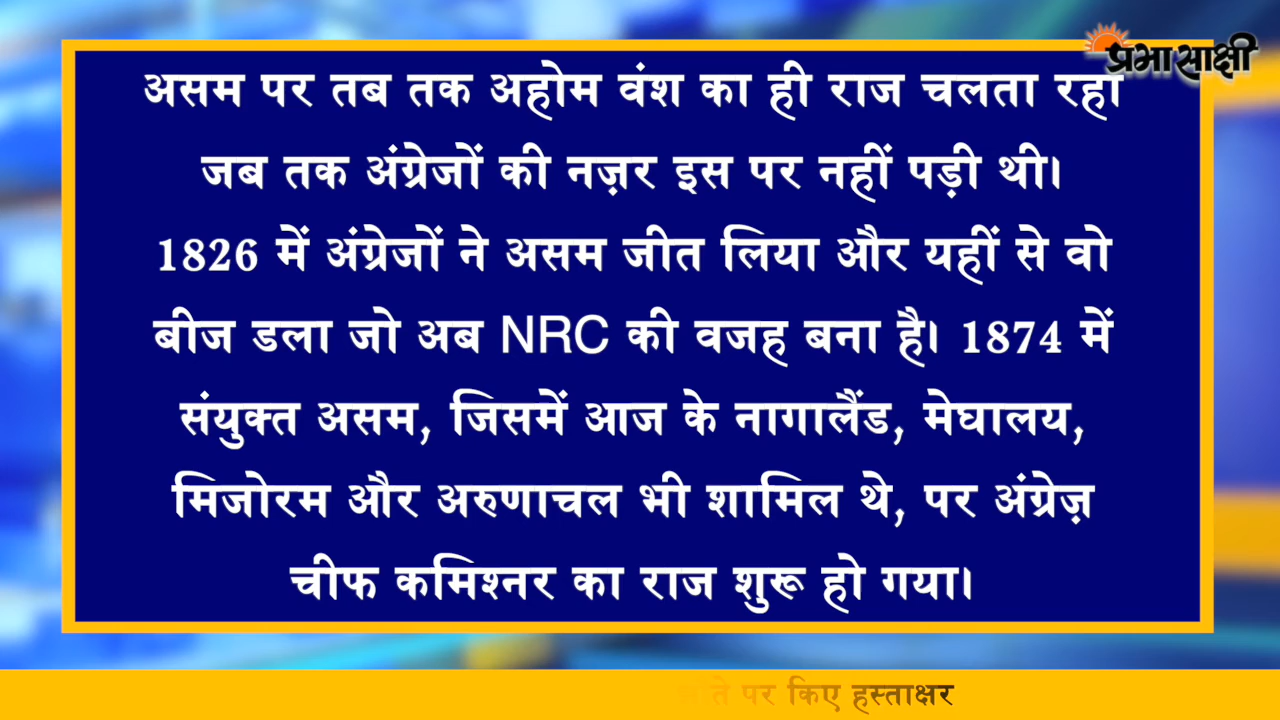 प्रभासाक्षी
असम पर तब तक अहोम वंश का ही राज चलता रहा
जब तक अंग्रेजों की नज़र इस पर नहीं पड़ी थी।
1826 में अंग्रेजों ने असम जीत लिया और यहीं से वो
बीज डला जो अब NRC की वजह बना है। 1874 में
संयुक्त असम, जिसमें आज के नागालैंड, मेघालय,
मिजोरम और अरुणाचल भी शामिल थे, पर अंग्रेज़
चीफ कमिश्नर का राज शुरू हो गया।
पर किए हस्ताक्षर